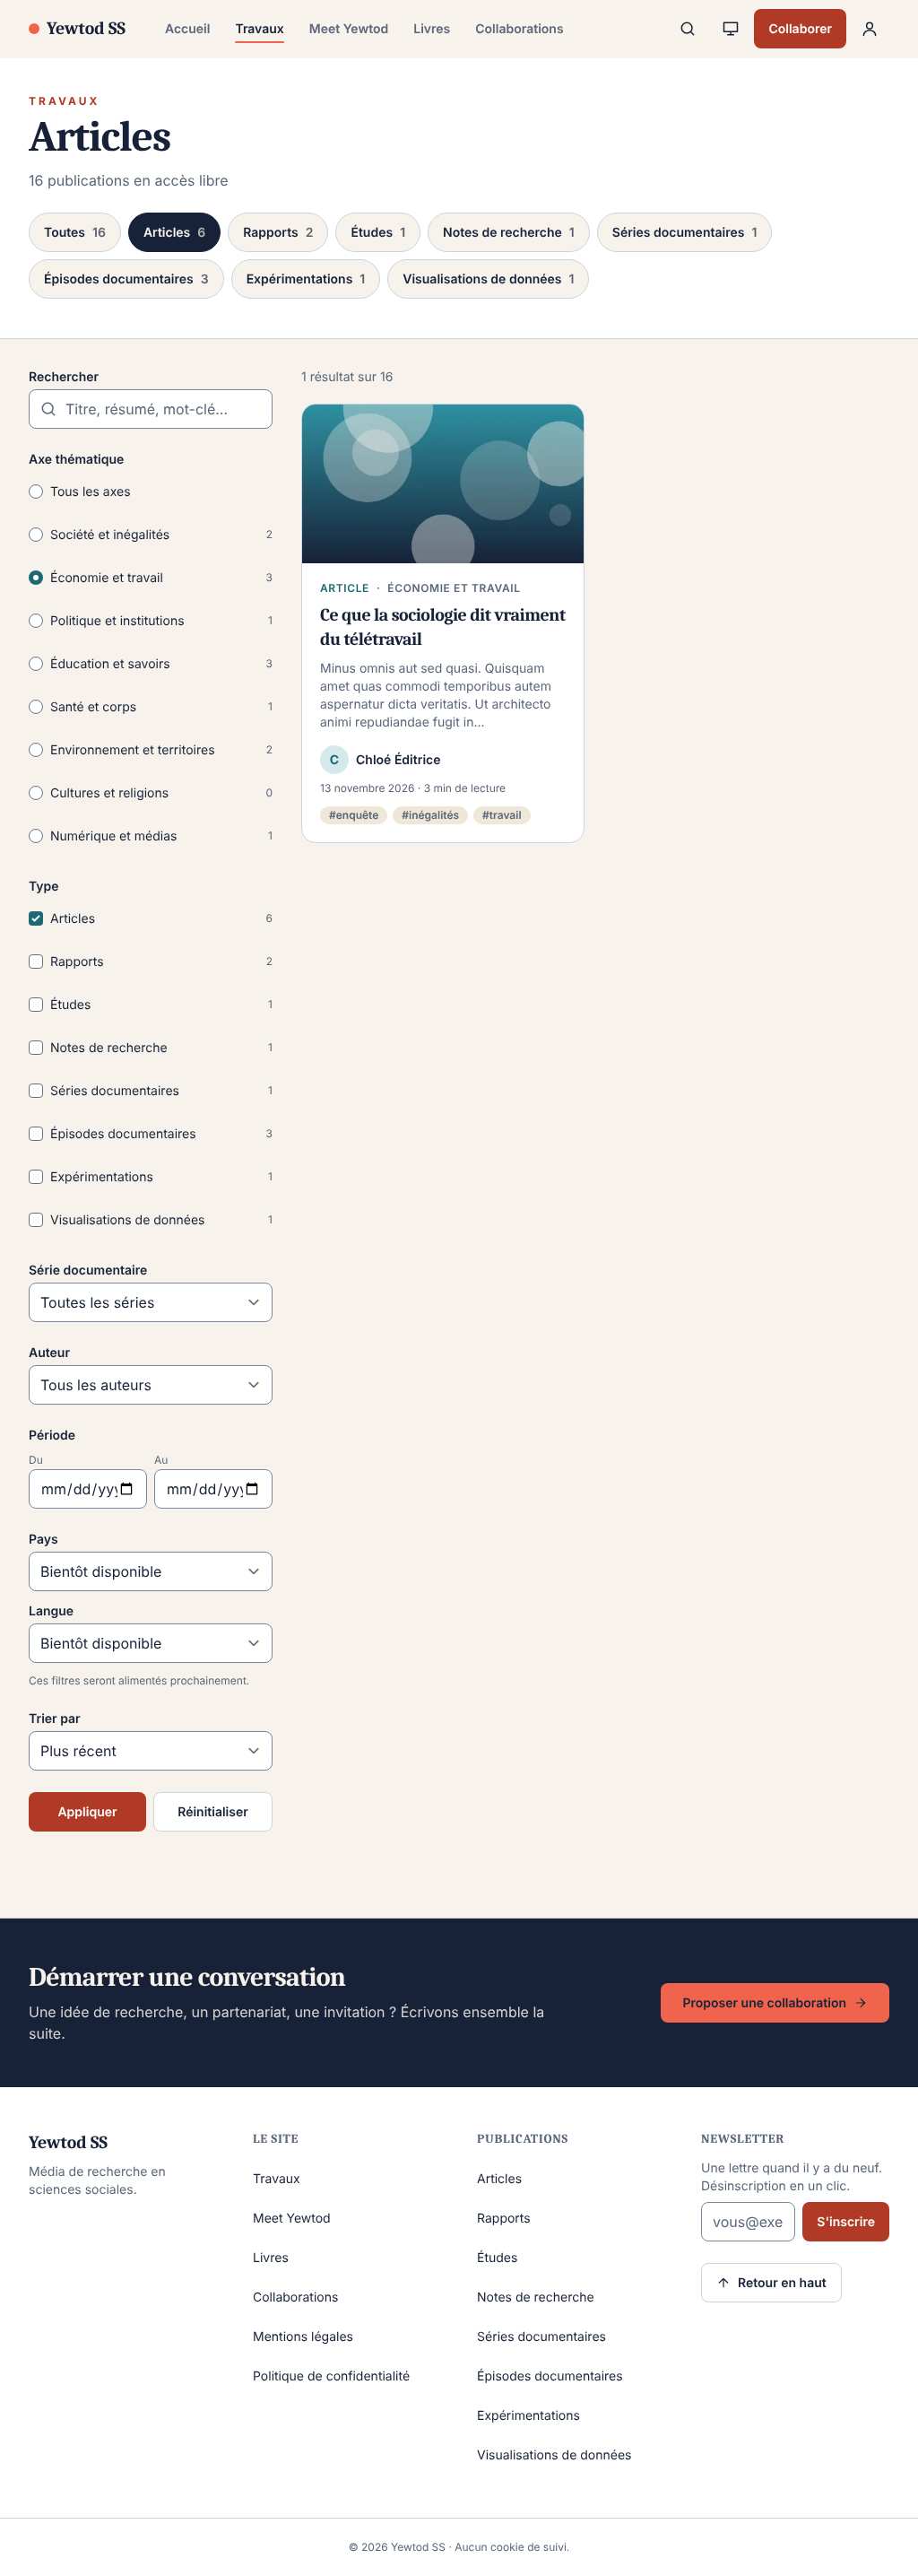 Yewtod SS
Accueil
Travaux
Meet Yewtod
Livres
Collaborations
Collaborer
TRAVAUX
Articles
16 publications en accès libre
Toutes 16
Articles 6
Rapports 2
Études 1
Notes de recherche 1
Séries documentaires 1
Épisodes documentaires 3
Expérimentations 1
Visualisations de données 1
Rechercher
Titre, résumé, mot-clé…
Axe thématique
Tous les axes
Société et inégalités 2
Économie et travail 3
Politique et institutions 1
Éducation et savoirs 3
Santé et corps 1
Environnement et territoires 2
Cultures et religions 0
Numérique et médias 1
Type
Articles 6
Rapports 2
Études 1
Notes de recherche 1
Séries documentaires 1
Épisodes documentaires 3
Expérimentations 1
Visualisations de données 1
Série documentaire
Toutes les séries
Auteur
Tous les auteurs
Période
Du
Au
mm/dd/yyy
mm/dd/yyy
Pays
Bientôt disponible
Langue
Bientôt disponible
Ces filtres seront alimentés prochainement.
Trier par
Plus récent
Appliquer
Réinitialiser
1 résultat sur 16
ARTICLE · ÉCONOMIE ET TRAVAIL
Ce que la sociologie dit vraiment
du télétravail
Minus omnis aut sed quasi. Quisquam
amet quas commodi temporibus autem
aspernatur dicta veritatis. Ut architecto
animi repudiandae fugit in…
C
Chloé Éditrice
13 novembre 2026 · 3 min de lecture
#enquête
#inégalités
#travail
Démarrer une conversation
Une idée de recherche, un partenariat, une invitation ? Écrivons ensemble la
suite.
Proposer une collaboration
Yewtod SS
Média de recherche en
sciences sociales.
LE SITE
Travaux
Meet Yewtod
Livres
Collaborations
Mentions légales
Politique de confidentialité
PUBLICATIONS
Articles
Rapports
Études
Notes de recherche
Séries documentaires
Épisodes documentaires
Expérimentations
Visualisations de données
NEWSLETTER
Une lettre quand il y a du neuf.
Désinscription en un clic.
vous@exe
S'inscrire
Retour en haut
© 2026 Yewtod SS · Aucun cookie de suivi.